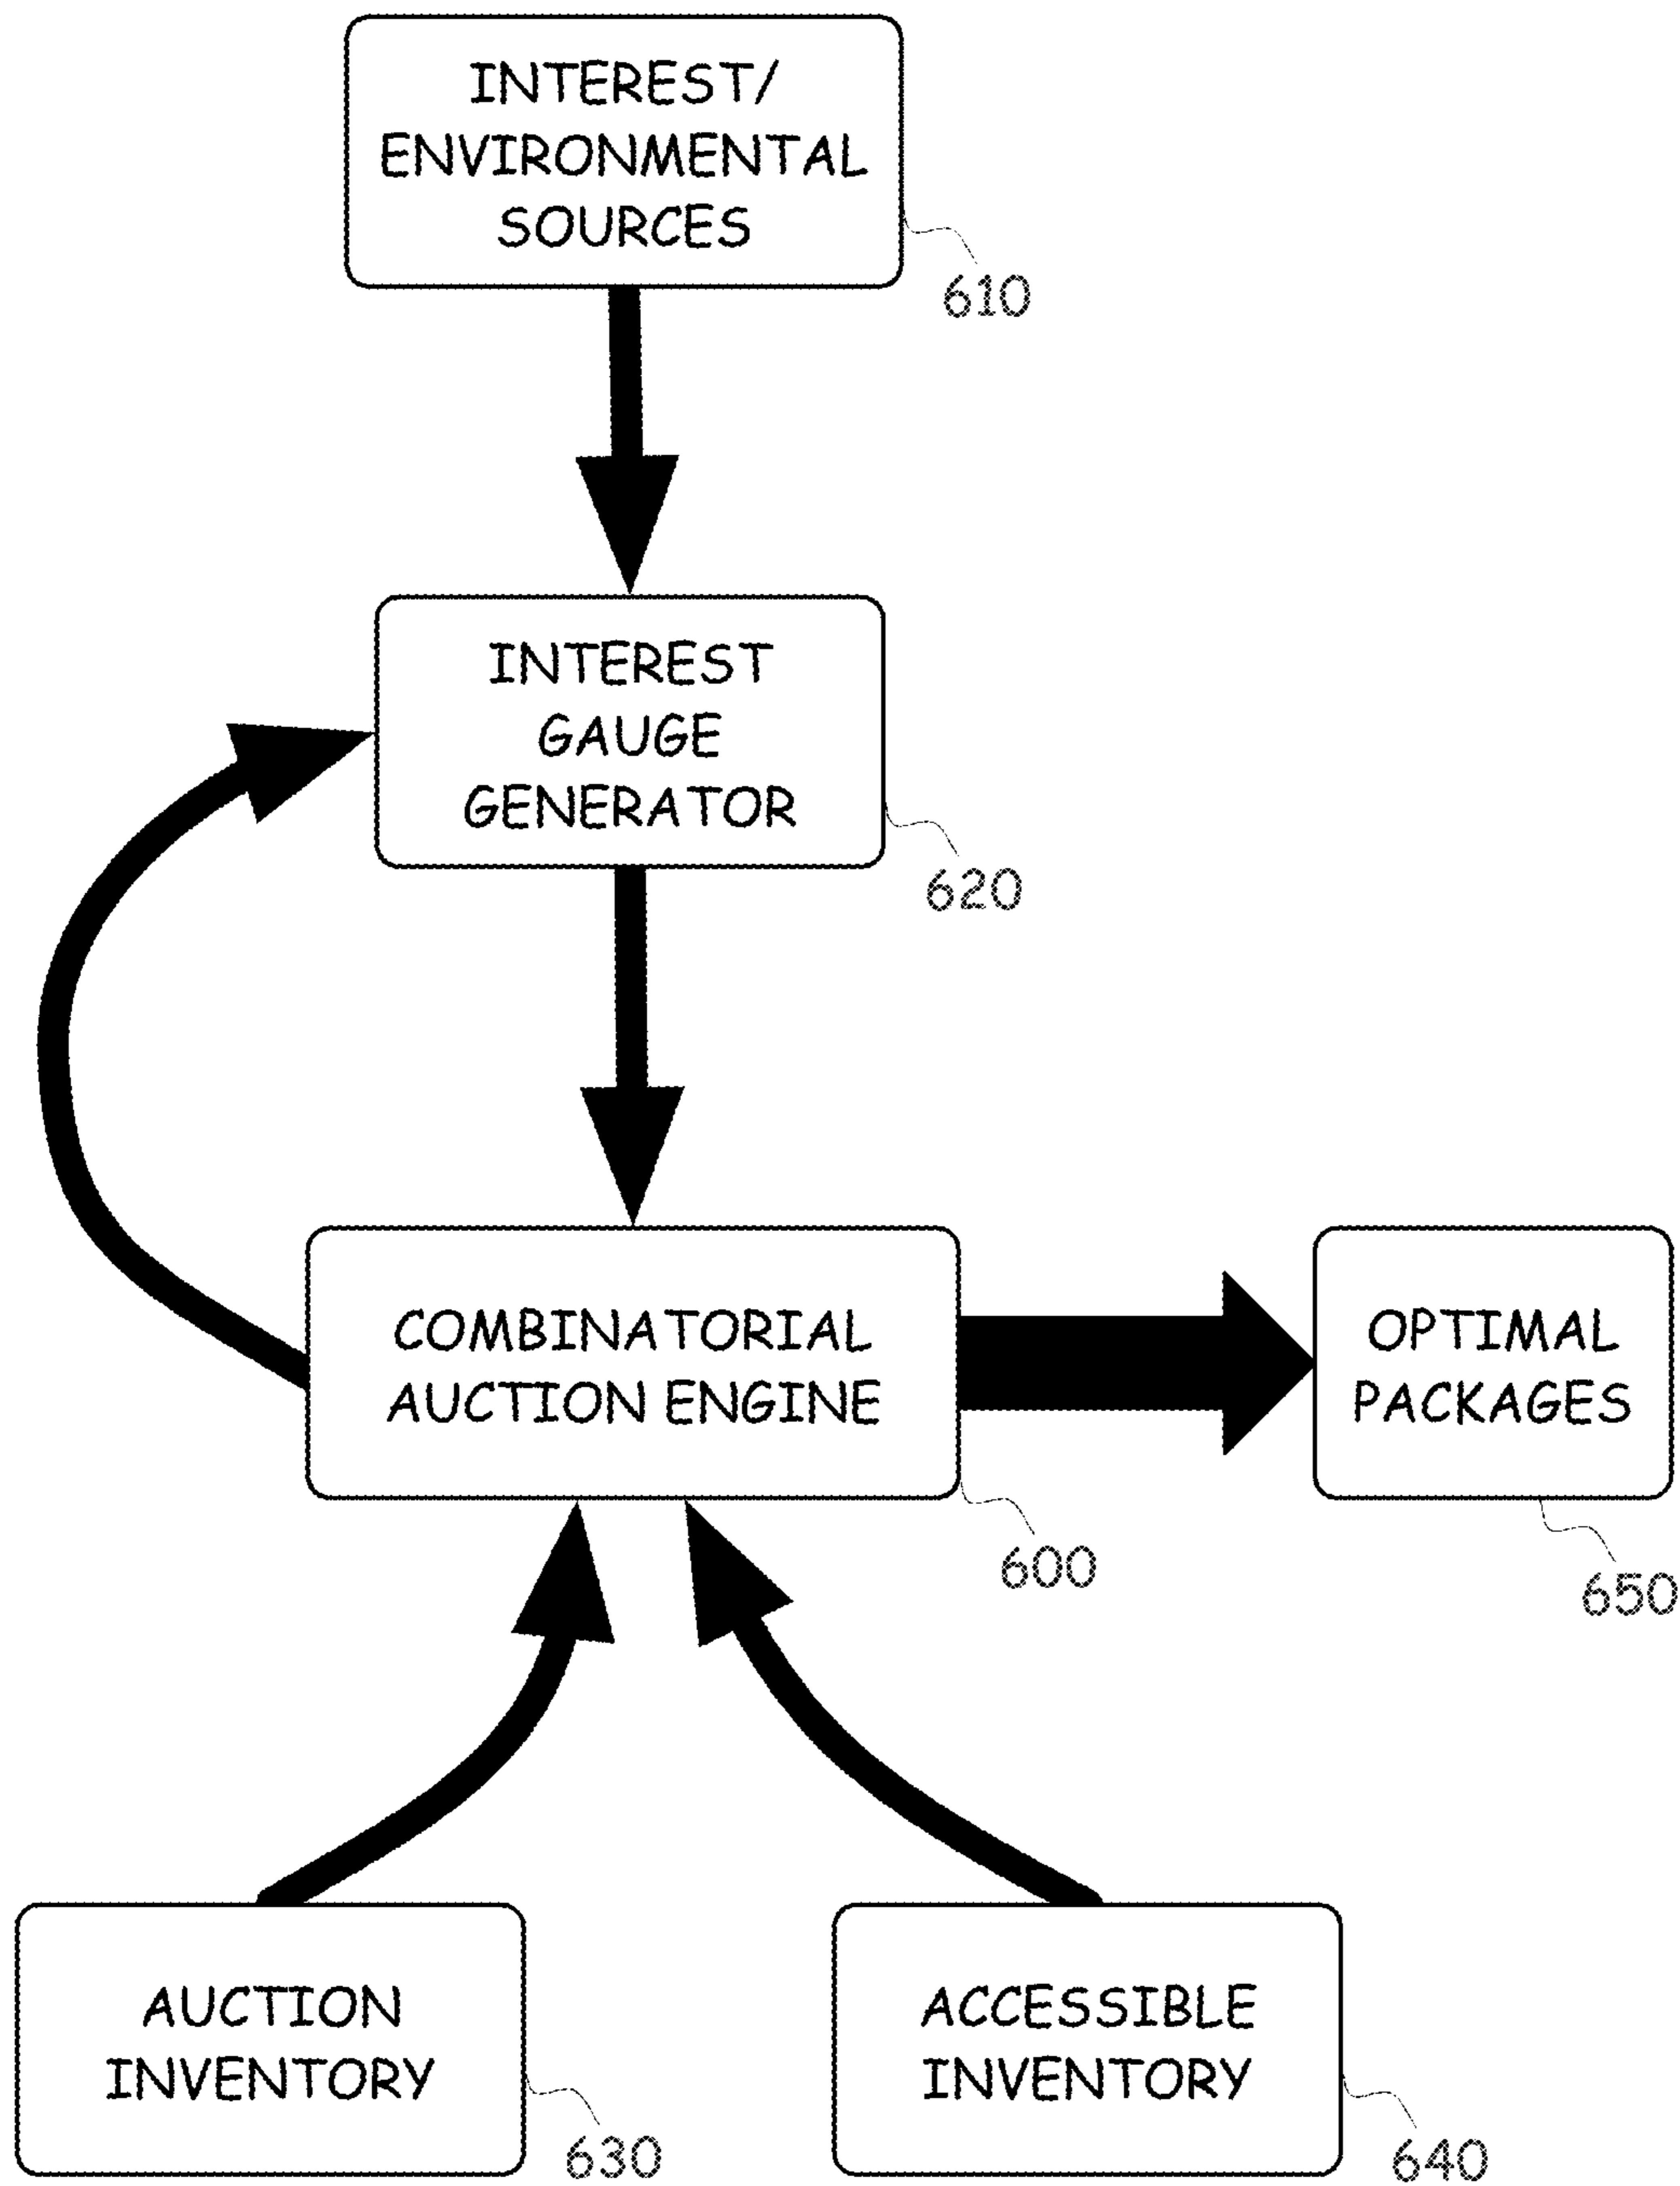 INTEREST/
ENVIRONMENTAL
SOURCES
610
INTEREST
GAUGE
GENERATOR
620
COMBINATORIAL
AUCTION ENGINE
600
OPTIMAL
PACKAGES
650
AUCTION
INVENTORY
630
ACCESSIBLE
INVENTORY
640